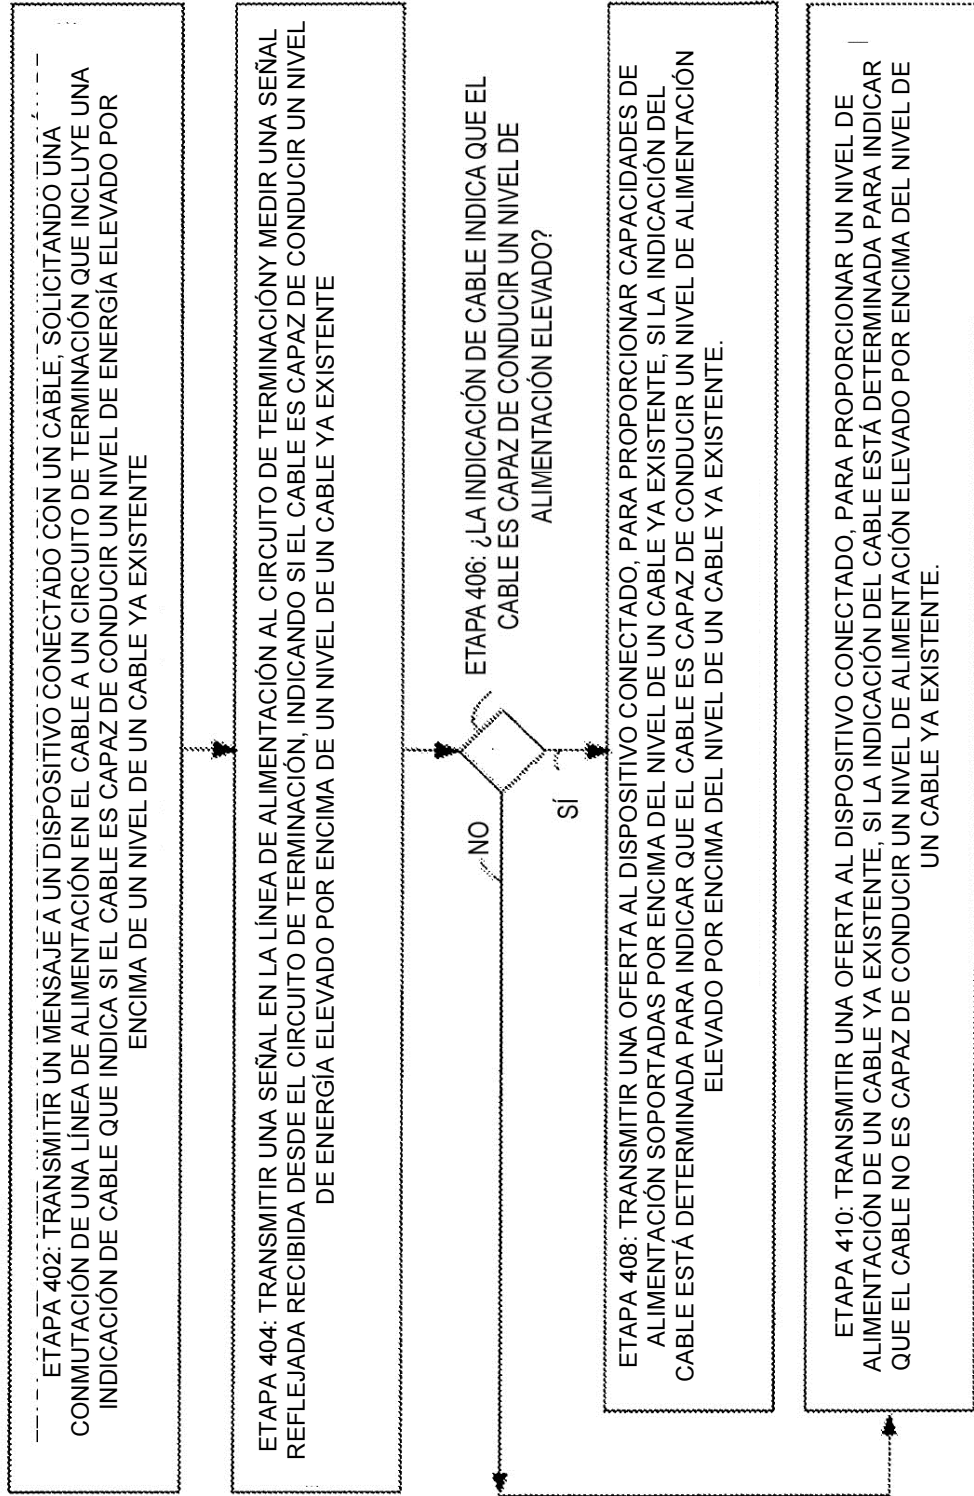 ETAPA 402: TRANSMITIR UN MENSAJE A UN DISPOSITIVO CONECTADO CON UN CABLE, SOLICITANDO UNA
CONMUTACIÓN DE UNA LÍNEA DE ALIMENTACIÓN EN EL CABLE A UN CIRCUITO DE TERMINACIÓN QUE INCLUYE UNA
INDICACIÓN DE CABLE QUE INDICA SI EL CABLE ES CAPAZ DE CONDUCIR UN NIVEL DE ENERGÍA ELEVADO POR
ENCIMA DE UN NIVEL DE UN CABLE YA EXISTENTE
ETAPA 404: TRANSMITIR UNA SEÑAL EN LA LÍNEA DE ALIMENTACIÓN AL CIRCUITO DE TERMINACIÓNY MEDIR UNA SEÑAL
REFLEJADA RECIBIDA DESDE EL CIRCUITO DE TERMINACIÓN, INDICANDO SI EL CABLE ES CAPAZ DE CONDUCIR UN NIVEL
DE ENERGÍA ELEVADO POR ENCIMA DE UN NIVEL DE UN CABLE YA EXISTENTE
ETAPA 406: ¿LA INDICACIÓN DE CABLE INDICA QUE EL
CABLE ES CAPAZ DE CONDUCIR UN NIVEL DE
ALIMENTACIÓN ELEVADO?
NO
SÍ
ETAPA 408: TRANSMITIR UNA OFERTA AL DISPOSITIVO CONECTADO, PARA PROPORCIONAR CAPACIDADES DE
ALIMENTACIÓN SOPORTADAS POR ENCIMA DEL NIVEL DE UN CABLE YA EXISTENTE, SI LA INDICACIÓN DEL
CABLE ESTÁ DETERMINADA PARA INDICAR QUE EL CABLE ES CAPAZ DE CONDUCIR UN NIVEL DE ALIMENTACIÓN
ELEVADO POR ENCIMA DEL NIVEL DE UN CABLE YA EXISTENTE.
ETAPA 410: TRANSMITIR UNA OFERTA AL DISPOSITIVO CONECTADO, PARA PROPORCIONAR UN NIVEL DE
ALIMENTACIÓN DE UN CABLE YA EXISTENTE, SI LA INDICACIÓN DEL CABLE ESTÁ DETERMINADA PARA INDICAR
QUE EL CABLE NO ES CAPAZ DE CONDUCIR UN NIVEL DE ALIMENTACIÓN ELEVADO POR ENCIMA DEL NIVEL DE
UN CABLE YA EXISTENTE.